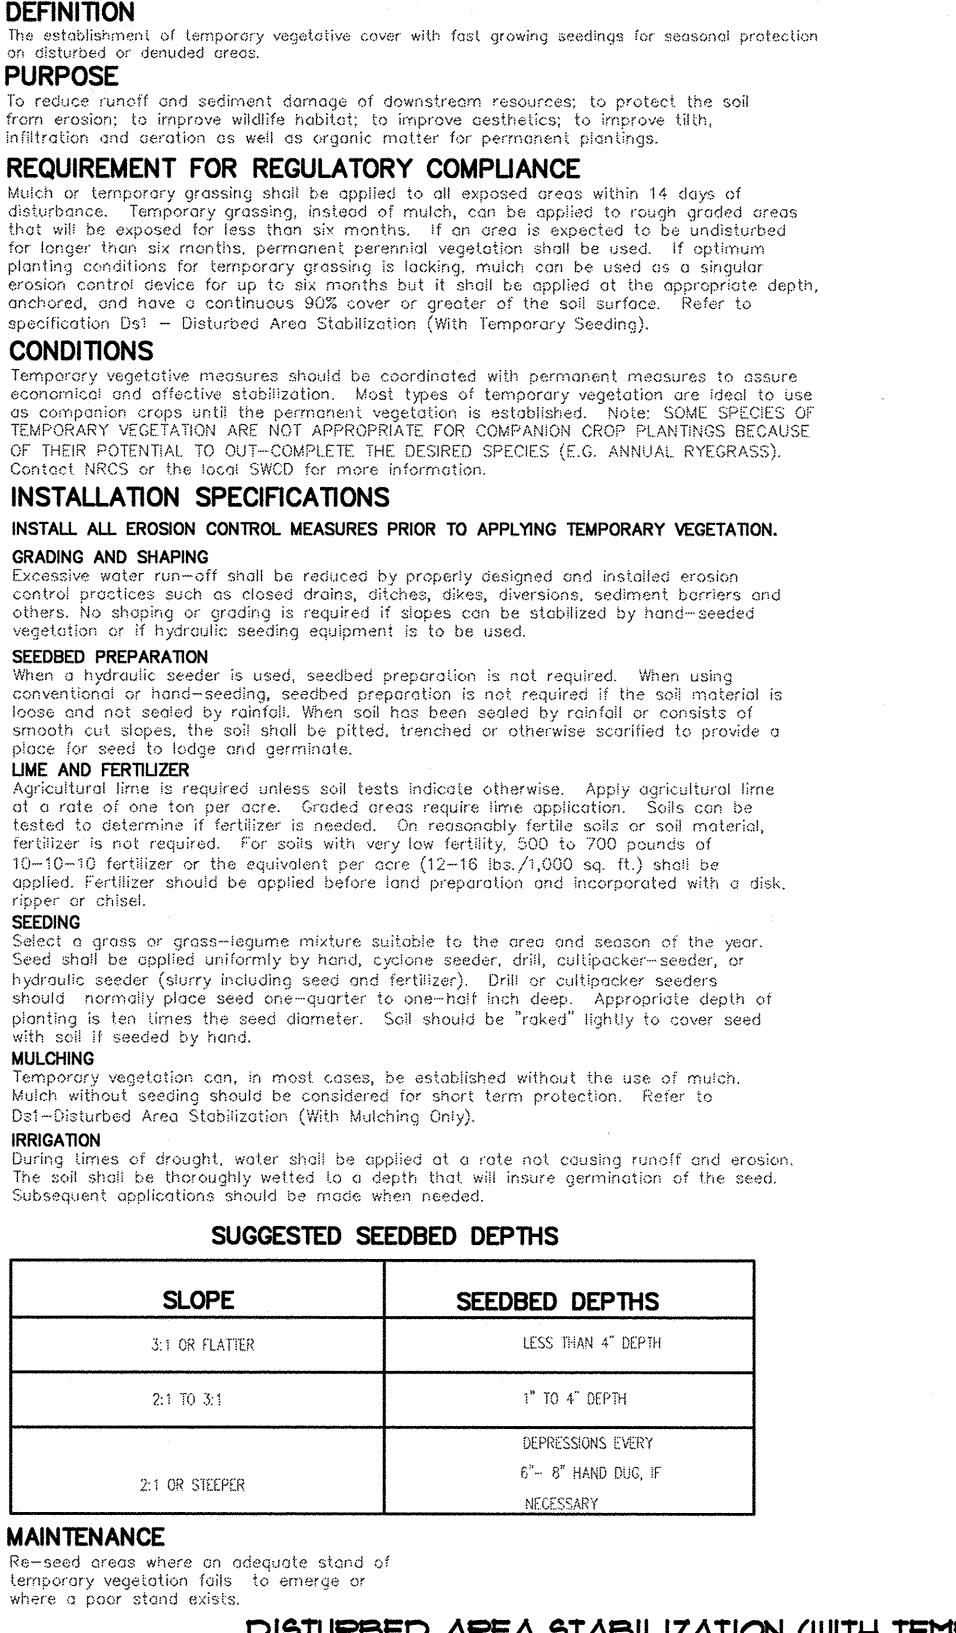 DEFINITION
The establishment of temporary vegetative cover with fast growing seedings for seasonal protection
on disturbed or denuded areas.
PURPOSE
To reduce runoff and sediment damage of downstream resources; to protect the soil
from erosion; to improve wildlife habitat; to improve aesthetics; to improve tilth,
infiltration and aeration as well as organic matter for permanent plantings.
REQUIREMENT FOR REGULATORY COMPLIANCE
Mulch or temporary grassing shall be applied to all exposed areas within 14 days of
disturbance. Temporary grassing, instead of mulch, can be applied to rough graded areas
that will be exposed for less than six months. If an area is expected to be undisturbed
for longer than six months, permanent perennial vegetation shall be used. If optimum
planting conditions for temporary grassing is lacking, mulch can be used as a singular
erosion control device for up to six months but it shall be applied at the appropriate depth,
anchored, and have a continuous 90% cover or greater of the soil surface. Refer to
specification Ds1 - Disturbed Area Stabilization (With Temporary Seeding).
CONDITIONS
Temporary vegetative measures should be coordinated with permanent measures to assure
economical and affective stabilization. Most types of temporary vegetation are ideal to use
as companion crops until the permanent vegetation is established. Note: SOME SPECIES OF
TEMPORARY VEGETATION ARE NOT APPROPRIATE FOR COMPANION CROP PLANTINGS BECAUSE
OF THEIR POTENTIAL TO OUT-COMPLETE THE DESIRED SPECIES (E.G. ANNUAL RYEGRASS).
Contact NRCS or the local SWCD for more information.
INSTALLATION SPECIFICATIONS
INSTALL ALL EROSION CONTROL MEASURES PRIOR TO APPLYING TEMPORARY VEGETATION.
GRADING AND SHAPING
Excessive water run-off shall be reduced by properly designed and installed erosion
control practices such as closed drains, ditches, dikes, diversions, sediment barriers and
others. No shaping or grading is required if slopes can be stabilized by hand-seeded
vegetation or if hydraulic seeding equipment is to be used.
SEEDBED PREPARATION
When a hydraulic seeder is used, seedbed preparation is not required. When using
conventional or hand-seeding, seedbed preparation is not required if the soil material is
loose and not sealed by rainfall. When soil has been sealed by rainfall or consists of
smooth cut slopes, the soil shall be pitted, trenched or otherwise scarified to provide a
place for seed to lodge and germinate.
LIME AND FERTILIZER
Agricultural lime is required unless soil tests indicate otherwise. Apply agricultural lime
at a rate of one ton per acre. Graded areas require lime application. Soils can be
tested to determine if fertilizer is needed. On reasonably fertile soils or soil material,
fertilizer is not required. For soils with very low fertility, 500 to 700 pounds of
10-10-10 fertilizer or the equivalent per acre (12-16 lbs./1,000 sq. ft.) shall be
applied. Fertilizer should be applied before land preparation and incorporated with a disk,
ripper or chisel.
SEEDING
Select a grass or grass-legume mixture suitable to the area and season of the year.
Seed shall be applied uniformly by hand, cyclone seeder, drill, cultipacker-seeder, or
hydraulic seeder (slurry including seed and fertilizer). Drill or cultipacker seeders
should normally place seed one-quarter to one-half inch deep. Appropriate depth of
planting is ten times the seed diameter. Soil should be "raked" lightly to cover seed
with soil if seeded by hand.
MULCHING
Temporary vegetation can, in most cases, be established without the use of mulch.
Mulch without seeding should be considered for short term protection. Refer to
Ds1-Disturbed Area Stabilization (With Mulching Only).
IRRIGATION
During times of drought, water shall be applied at a rate not causing runoff and erosion.
The soil shall be thoroughly wetted to a depth that will insure germination of the seed.
Subsequent applications should be made when needed.
SUGGESTED SEEDBED DEPTHS
SLOPE SEEDBED DEPTHS
3:1 OR FLATTER LESS THAN 4" DEPTH
2:1 TO 3:1 1" TO 4" DEPTH
2:1 OR STEEPER DEPRESSIONS EVERY
6"- 8" HAND DUG, IF
NECESSARY
MAINTENANCE
Re-seed areas where an adequate stand of
temporary vegetation fails to emerge or
where a poor stand exists.
DISTURBED AREA STABILIZATION (WITH TEM